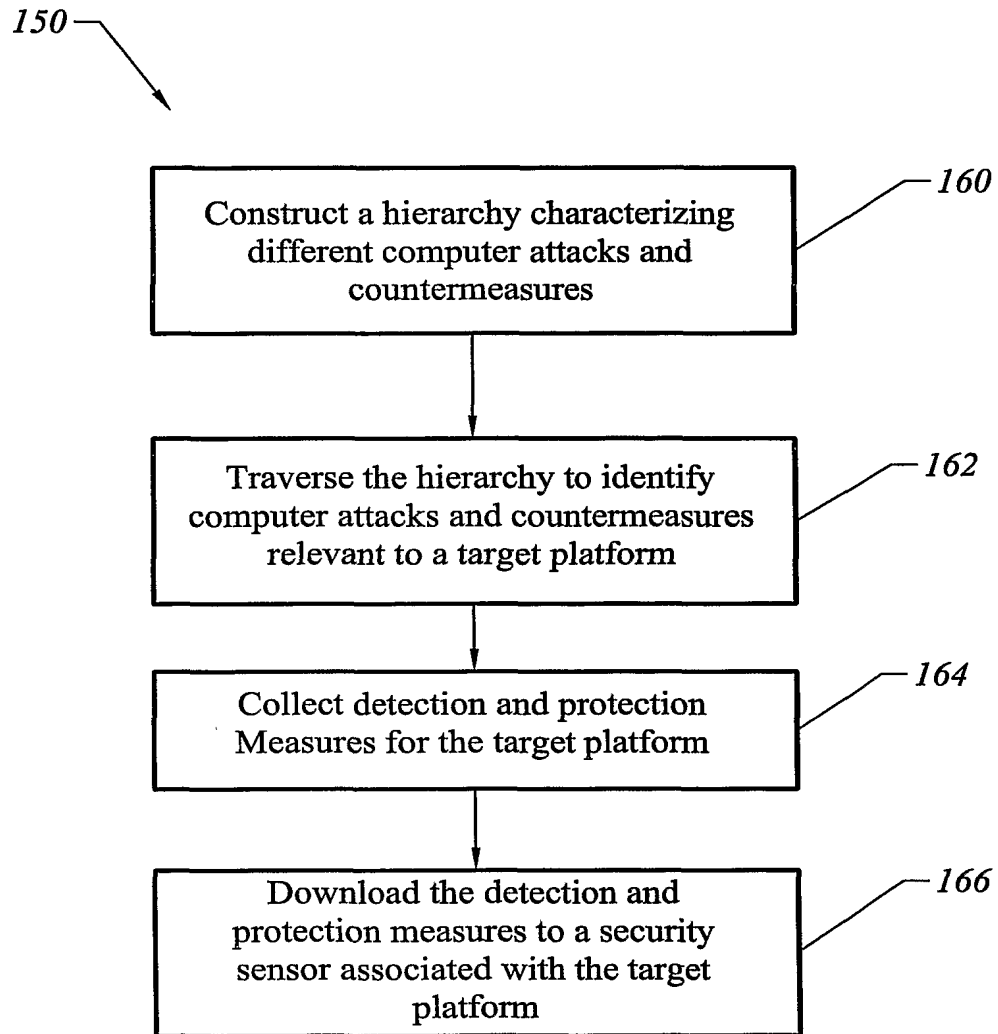 150
160
Construct a hierarchy characterizing
different computer attacks and
countermeasures
162
Traverse the hierarchy to identify
computer attacks and countermeasures
relevant to a target platform
164
Collect detection and protection
Measures for the target platform
166
Download the detection and
protection measures to a security
sensor associated with the target
platform